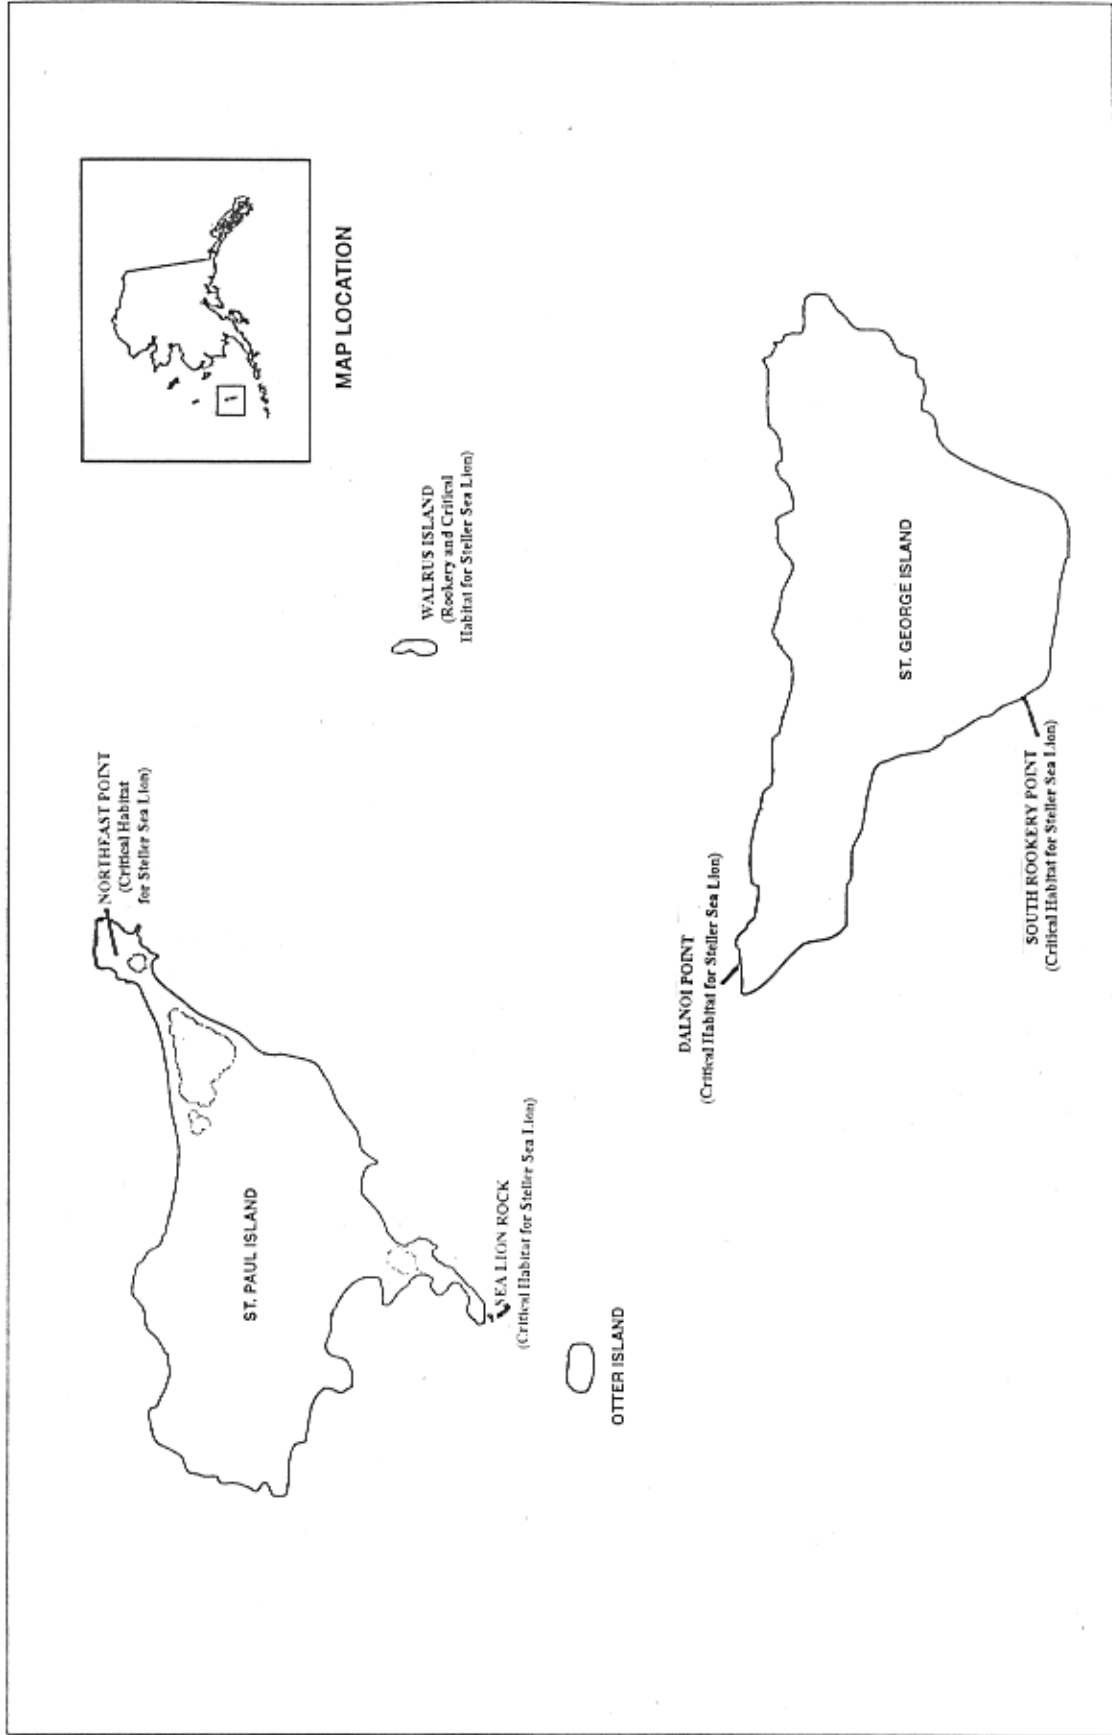 MAP LOCATION
NORTHEAST POINT
(Critical Habitat
for Steller Sea Lion)
WALRUS ISLAND
(Rookery and Critical
Habitat for Steller Sea Lion)
ST. PAUL ISLAND
SEA LION ROCK
(Critical Habitat for Steller Sea Lion)
OTTER ISLAND
DALNOI POINT
(Critical Habitat for Steller Sea Lion)
ST. GEORGE ISLAND
SOUTH ROOKERY POINT
(Critical Habitat for Steller Sea Lion)